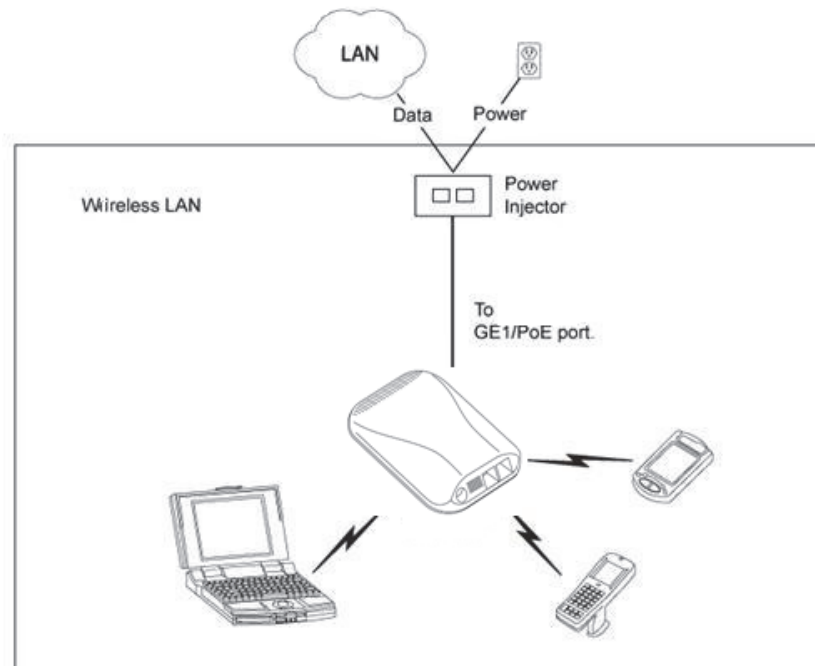 LAN
Data
Power
Power
Injector
Wireless LAN
To
GE1/PoE port.